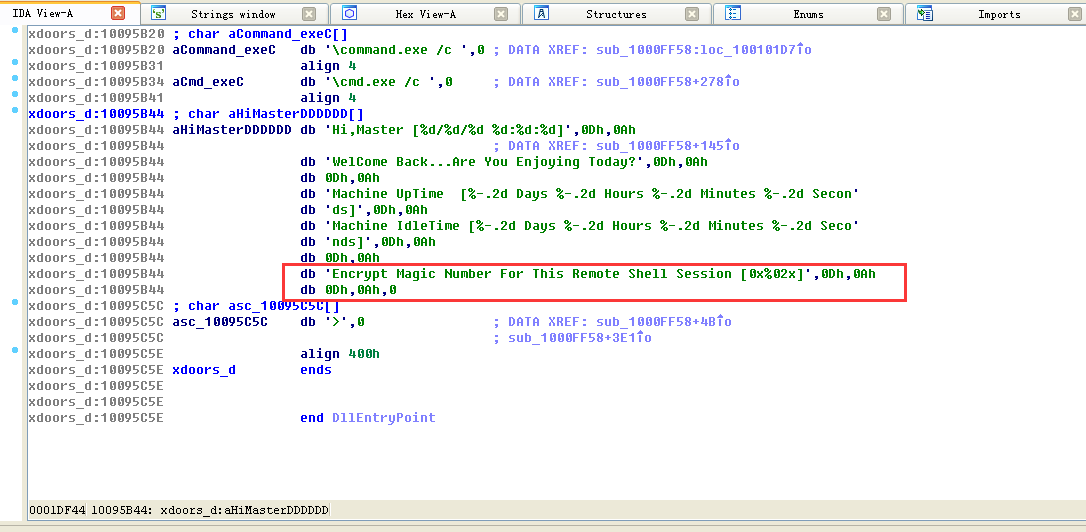 IDA View-A
Strings window
Hex View-A
Structures
Enums
Imports
xdoors_d:10095B20 ; char aCommand_exeC[]
xdoors_d:10095B20 aCommand_exeC db '\command.exe /c ',0 ; DATA XREF: sub_1000FF58:loc_100101D7↑o
xdoors_d:10095B31 align 4
xdoors_d:10095B34 aCmd_exeC db '\cmd.exe /c ',0 ; DATA XREF: sub_1000FF58+278↑o
xdoors_d:10095B41 align 4
xdoors_d:10095B44 ; char aHiMasterDDDDDD[]
xdoors_d:10095B44 aHiMasterDDDDDD db 'Hi,Master [%d/%d/%d %d:%d:%d]',0Dh,0Ah
xdoors_d:10095B44 ; DATA XREF: sub_1000FF58+145↑o
xdoors_d:10095B44 db 'WelCome Back...Are You Enjoying Today?',0Dh,0Ah
xdoors_d:10095B44 db 0Dh,0Ah
xdoors_d:10095B44 db 'Machine UpTime  [%-.2d Days %-.2d Hours %-.2d Minutes %-.2d Secon'
xdoors_d:10095B44 db 'ds]',0Dh,0Ah
xdoors_d:10095B44 db 'Machine IdleTime [%-.2d Days %-.2d Hours %-.2d Minutes %-.2d Seco'
xdoors_d:10095B44 db 'nds]',0Dh,0Ah
xdoors_d:10095B44 db 0Dh,0Ah
xdoors_d:10095B44 db 'Encrypt Magic Number For This Remote Shell Session [0x%02x]',0Dh,0Ah
xdoors_d:10095B44 db 0Dh,0Ah,0
xdoors_d:10095C5C ; char asc_10095C5C[]
xdoors_d:10095C5C asc_10095C5C db '>',0 ; DATA XREF: sub_1000FF58+4B↑o
xdoors_d:10095C5C ; sub_1000FF58+3E1↑o
xdoors_d:10095C5E align 400h
xdoors_d:10095C5E xdoors_d ends
xdoors_d:10095C5E
xdoors_d:10095C5E
xdoors_d:10095C5E end DllEntryPoint
0001DF44 10095B44: xdoors_d:aHiMasterDDDDDD